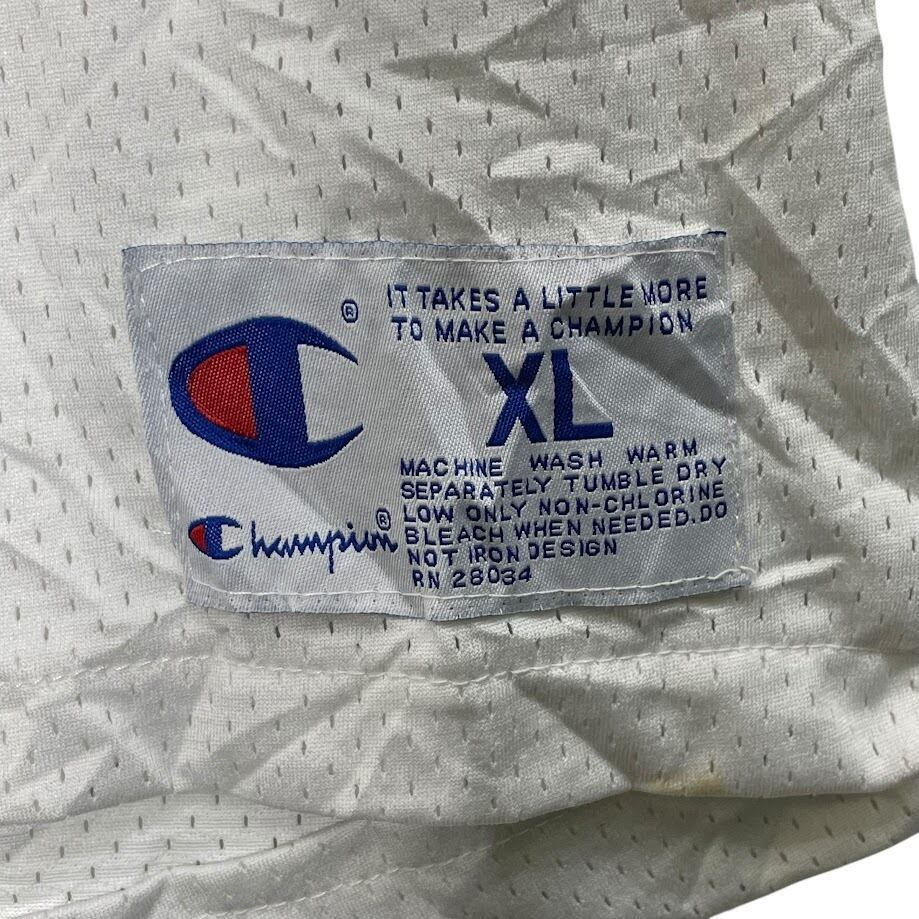 ®
IT TAKES A LITTLE MORE
TO MAKE A CHAMPION
XL
MACHINE WASH WARM
SEPARATELY TUMBLE DRY
LOW ONLY NON-CHLORINE
BLEACH WHEN NEEDED.DO
NOT IRON DESIGN
RN 28034
Champion®